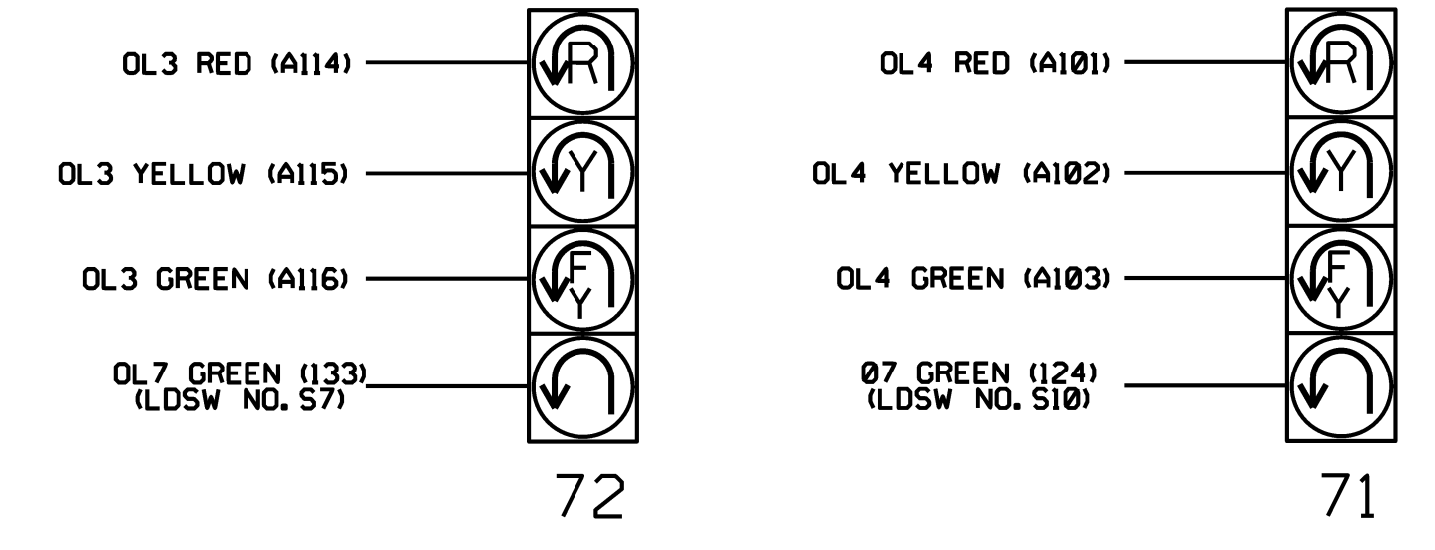 OL3 RED (A114)
R
OL3 YELLOW (A115)
Y
OL3 GREEN (A116)
F
Y
OL7 GREEN (133)
(LDSW NO. S7)
72
OL4 RED (A101)
R
OL4 YELLOW (A102)
Y
OL4 GREEN (A103)
F
Y
07 GREEN (124)
(LDSW NO. S10)
71